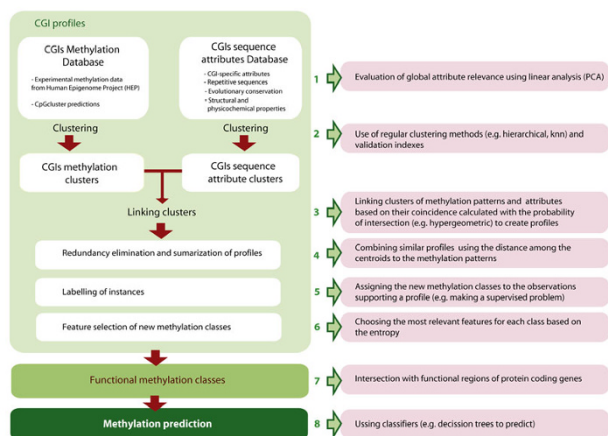 CGI profiles
CGIs Methylation
Database
- Experimental methylation data
from Human Epigenome Project (HEP)
- CpGcluster predictions
CGIs sequence
attributes Database
- CGI-specific attributes
• Repetitive sequences
• Evolutionary conservation
• Structural and
physicochemical properties
1
Evaluation of global attribute relevance using linear analysis (PCA)
Clustering
Clustering
2
Use of regular clustering methods (e.g. hierarchical, knn) and
validation indexes
CGIs methylation
clusters
CGIs sequence
attribute clusters
Linking clusters
3
Linking clusters of methylation patterns and attributes
based on their coincidence calculated with the probability
of intersection (e.g. hypergeometric) to create profiles
Redundancy elimination and sumarization of profiles
4
Combining similar profiles using the distance among the
centroids to the methylation patterns
Labelling of instances
5
Assigning the new methylation classes to the observations
supporting a profile (e.g. making a supervised problem)
Feature selection of new methylation classes
6
Choosing the most relevant features for each class based on
the entropy
Functional methylation classes
7
Intersection with functional regions of protein coding genes
Methylation prediction
8
Ussing classifiers (e.g. decission trees to predict)